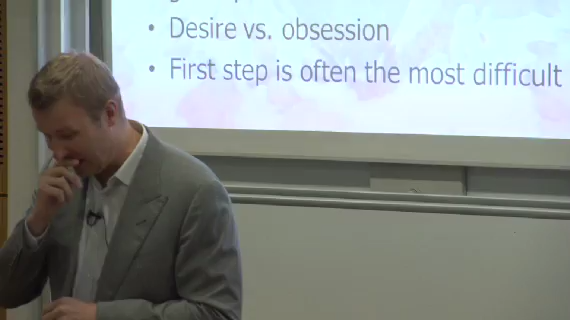 • Desire vs. obsession
• First step is often the most difficult